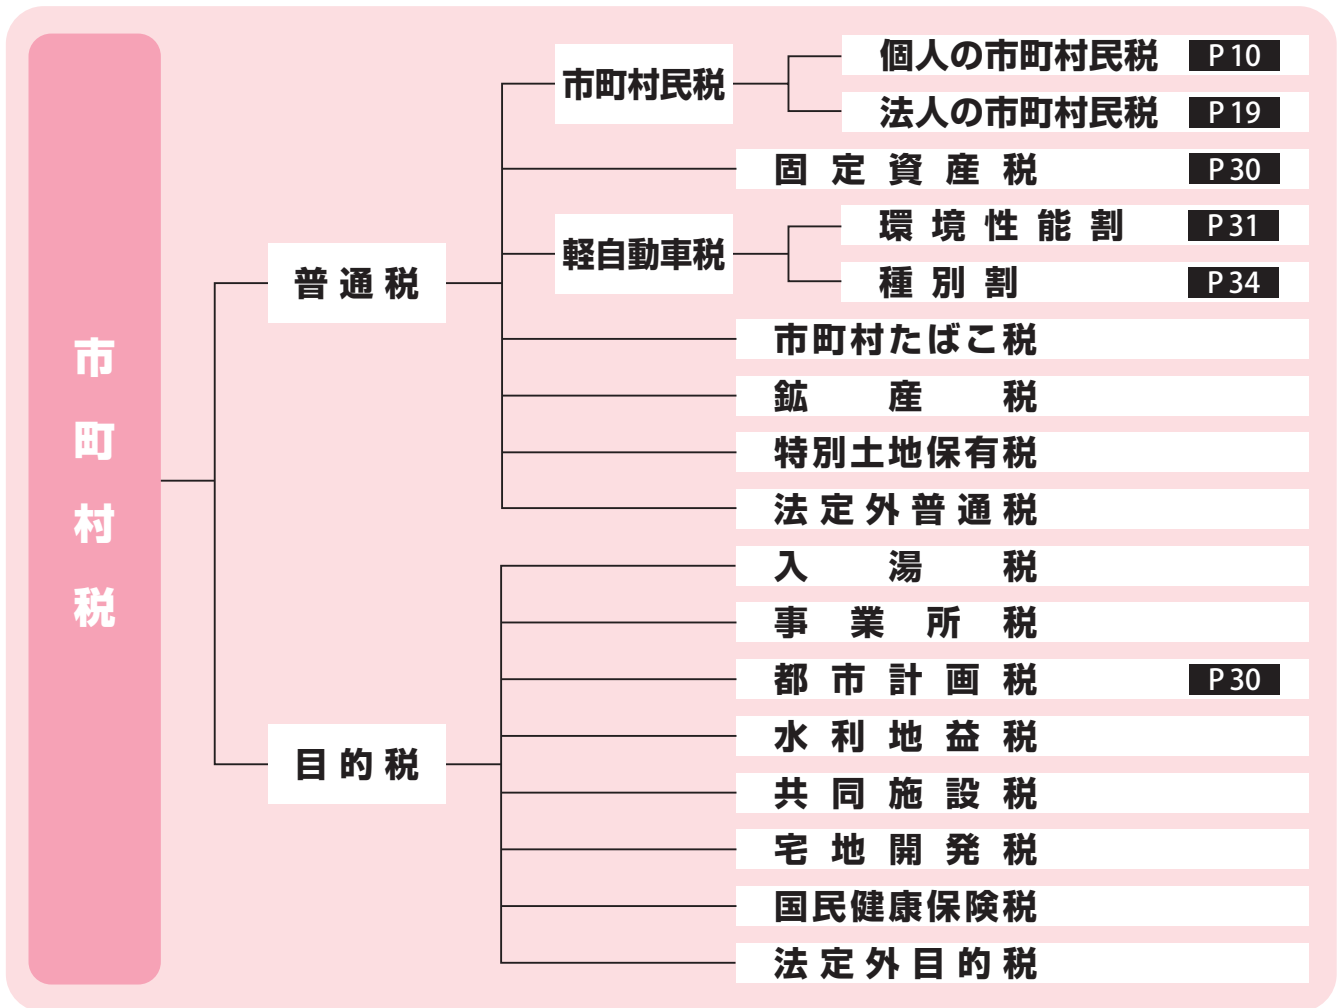 市町村税
普通税
市町村民税
個人の市町村民税 P10
法人の市町村民税 P19
固定資産税 P30
軽自動車税
環境性能割 P31
種別割 P34
市町村たばこ税
鉱産税
特別土地保有税
法定外普通税
目的税
入湯税
事業所税
都市計画税 P30
水利地益税
共同施設税
宅地開発税
国民健康保険税
法定外目的税